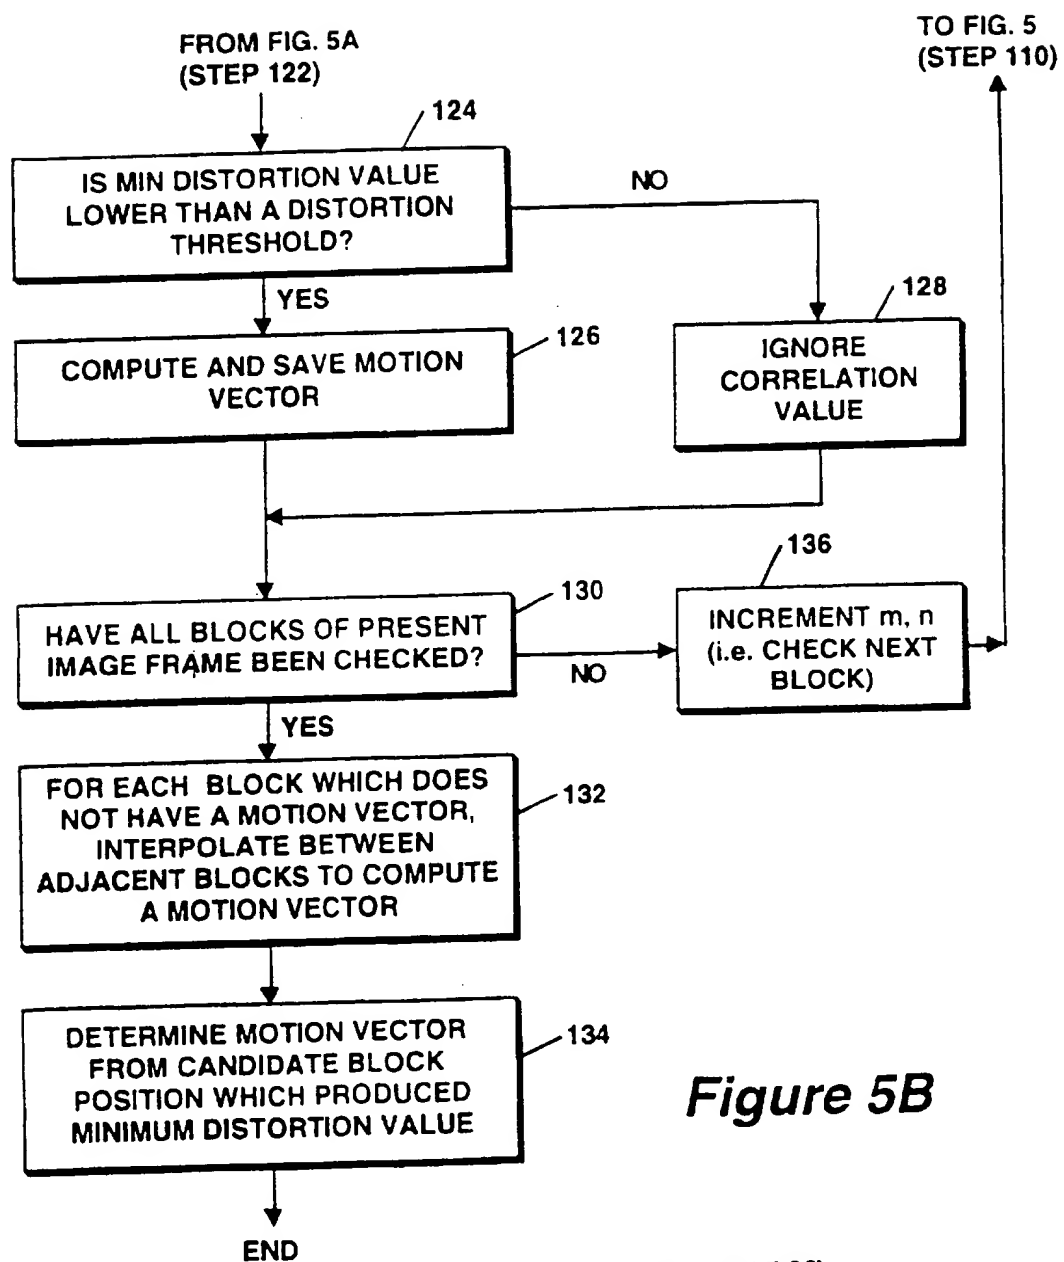 FROM FIG. 5A
(STEP 122)
TO FIG. 5
(STEP 110)
124
IS MIN DISTORTION VALUE
LOWER THAN A DISTORTION
THRESHOLD?
NO
YES
128
126
COMPUTE AND SAVE MOTION
VECTOR
IGNORE
CORRELATION
VALUE
136
130
HAVE ALL BLOCKS OF PRESENT
IMAGE FRAME BEEN CHECKED?
NO
INCREMENT m, n
(i.e. CHECK NEXT
BLOCK)
YES
FOR EACH BLOCK WHICH DOES
NOT HAVE A MOTION VECTOR,
INTERPOLATE BETWEEN
ADJACENT BLOCKS TO COMPUTE
A MOTION VECTOR
132
DETERMINE MOTION VECTOR
FROM CANDIDATE BLOCK
POSITION WHICH PRODUCED
MINIMUM DISTORTION VALUE
134
Figure 5B
END